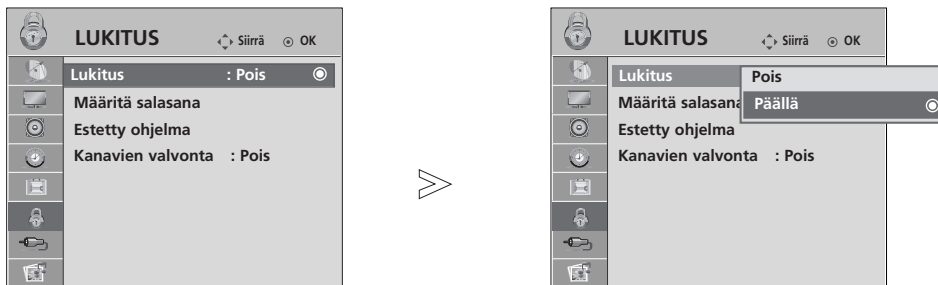 LUKITUS Siirrä OK
Lukitus : Pois
Määritä salasana
Estetty ohjelma
Kanavien valvonta : Pois
>
LUKITUS Siirrä OK
Lukitus Pois
Määritä salasana Päällä
Estetty ohjelma
Kanavien valvonta : Pois